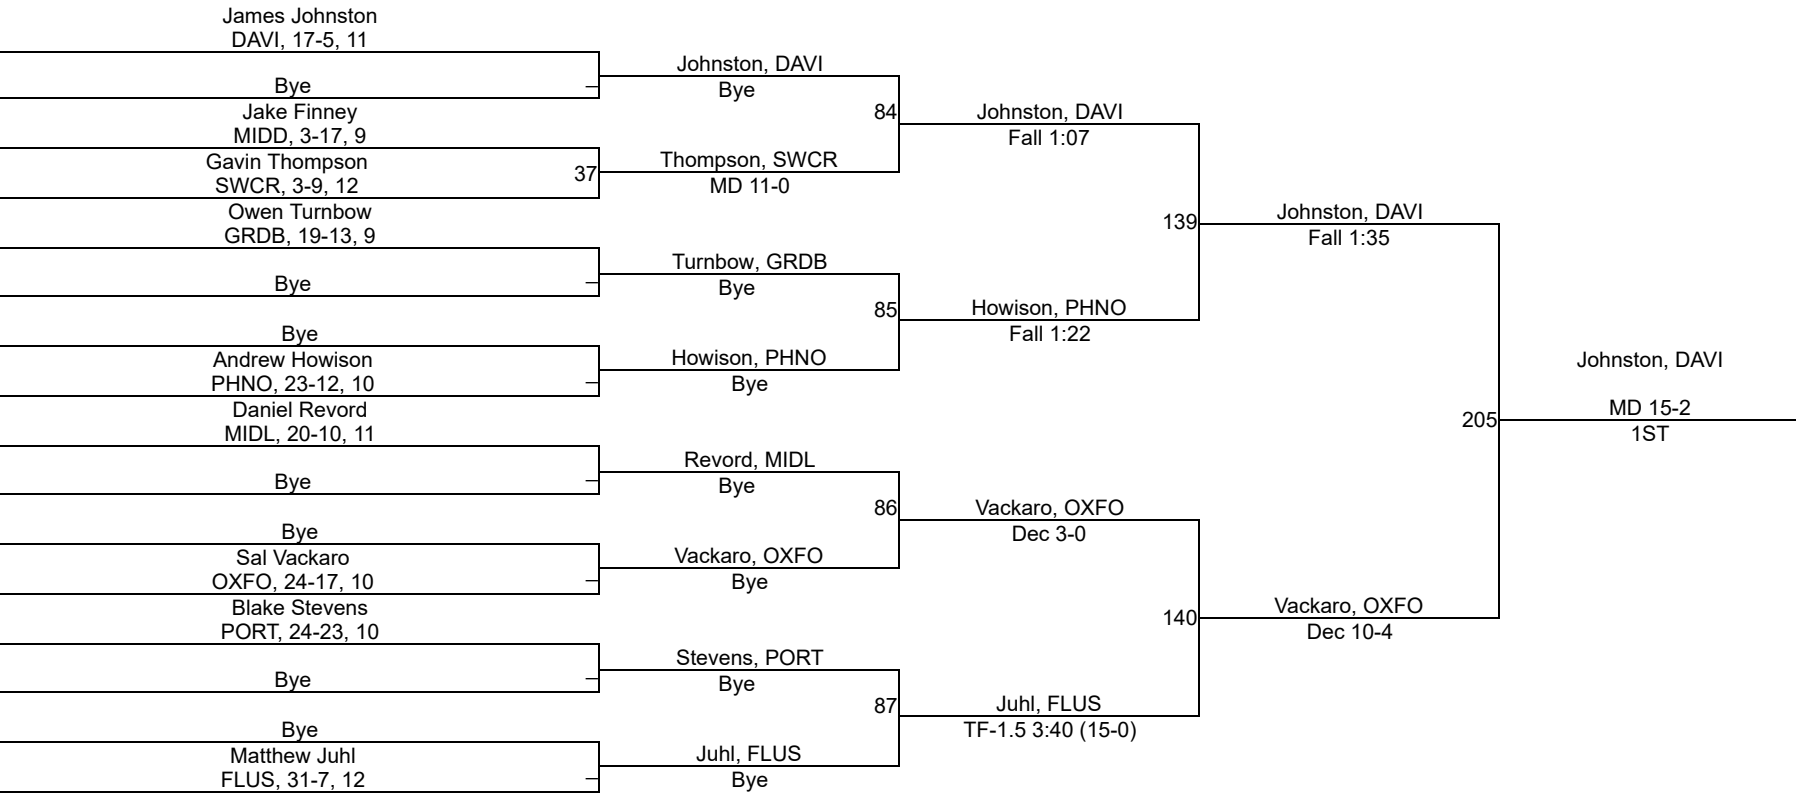 James Johnston
DAVI, 17-5, 11
Bye
Jake Finney
MIDD, 3-17, 9
Gavin Thompson
SWCR, 3-9, 12
37
Owen Turnbow
GRDB, 19-13, 9
Bye
Bye
Andrew Howison
PHNO, 23-12, 10
Daniel Revord
MIDL, 20-10, 11
Bye
Bye
Sal Vackaro
OXFO, 24-17, 10
Blake Stevens
PORT, 24-23, 10
Bye
Bye
Matthew Juhl
FLUS, 31-7, 12
Johnston, DAVI
Bye
84
Thompson, SWCR
MD 11-0
Turnbow, GRDB
Bye
85
Howison, PHNO
Bye
Revord, MIDL
Bye
86
Vackaro, OXFO
Bye
Stevens, PORT
Bye
87
Juhl, FLUS
Bye
Johnston, DAVI
Fall 1:07
139
Howison, PHNO
Fall 1:22
Vackaro, OXFO
Dec 3-0
140
Juhl, FLUS
TF-1.5 3:40 (15-0)
Johnston, DAVI
Fall 1:35
205
Vackaro, OXFO
Dec 10-4
Johnston, DAVI
MD 15-2
1ST